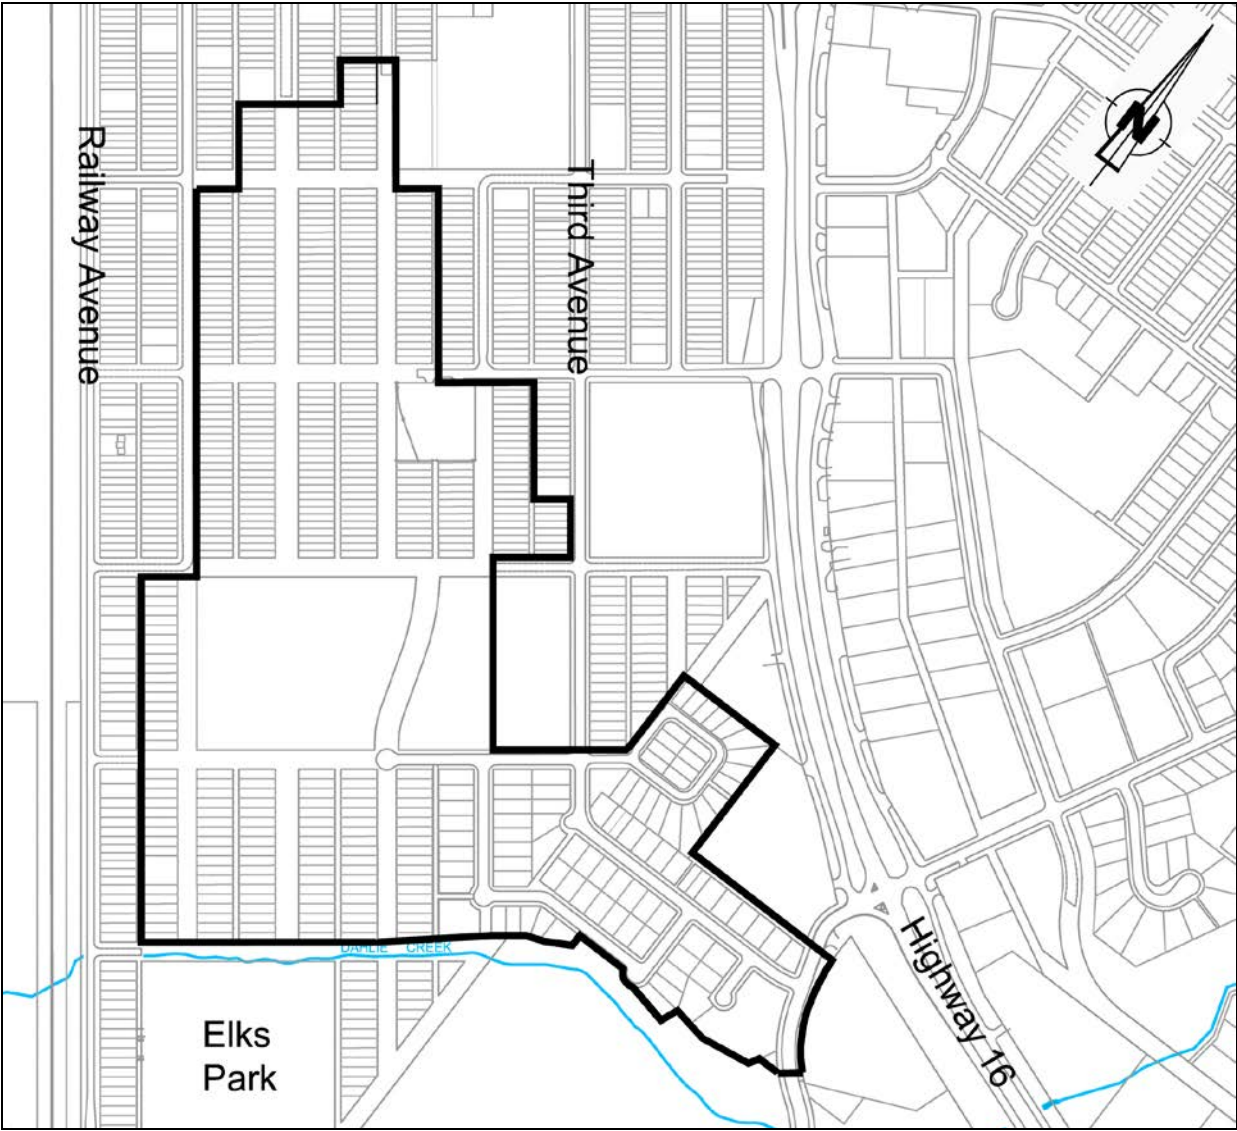 N
Railway Avenue
Third Avenue
Highway 16
DAHLIE CREEK
Elks
Park